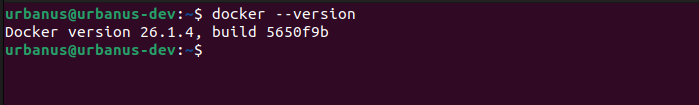 urbanus@urbanus-dev:~$ docker --version
Docker version 26.1.4, build 5650f9b
urbanus@urbanus-dev:~$